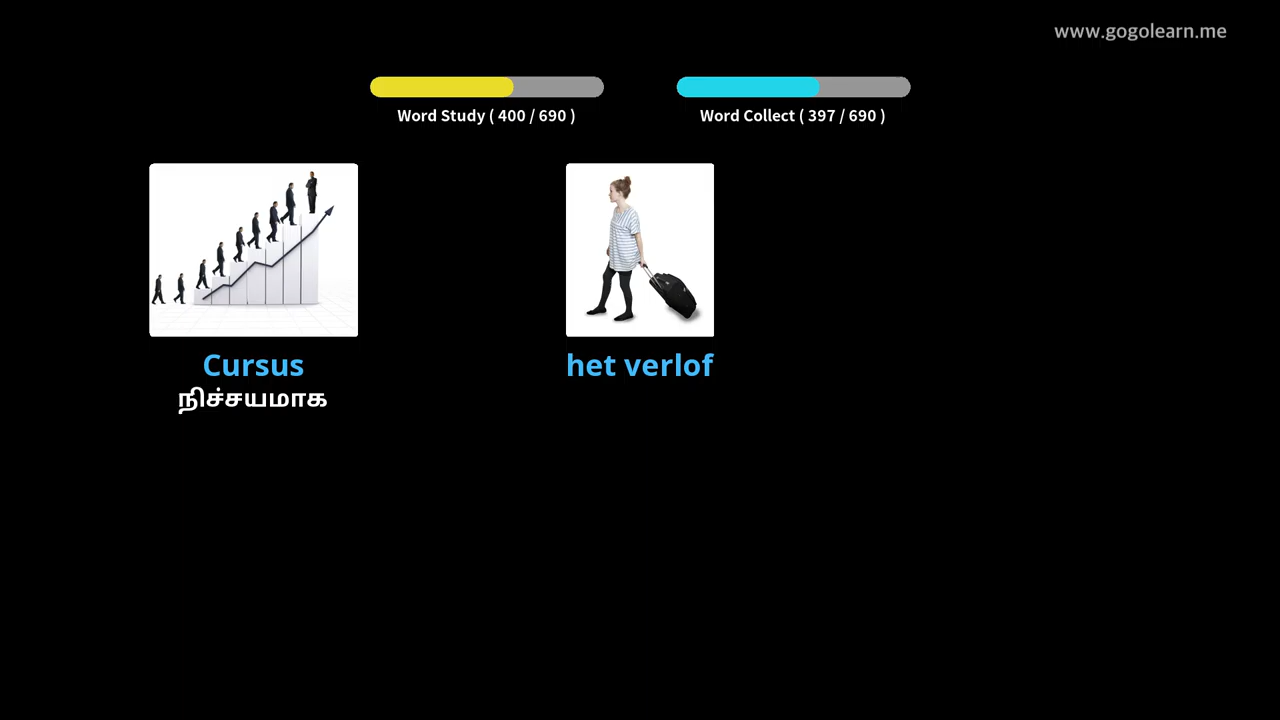 www.gogolearn.me
Word Study ( 400 / 690 )
Word Collect ( 397 / 690 )
Cursus
நிச்சயமாக
het verlof